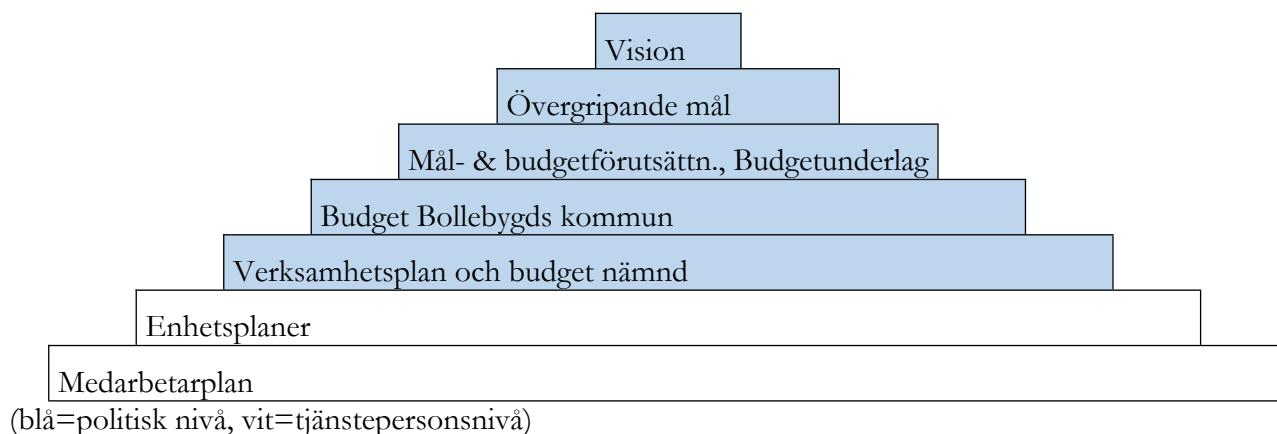 Vision
Övergripande mål
Mål- & budgetförutsättn., Budgetunderlag
Budget Bollebygds kommun
Verksamhetsplan och budget nämnd
Enhetsplaner
Medarbetarplan
(blå=politisk nivå, vit=tjänstepersonsnivå)